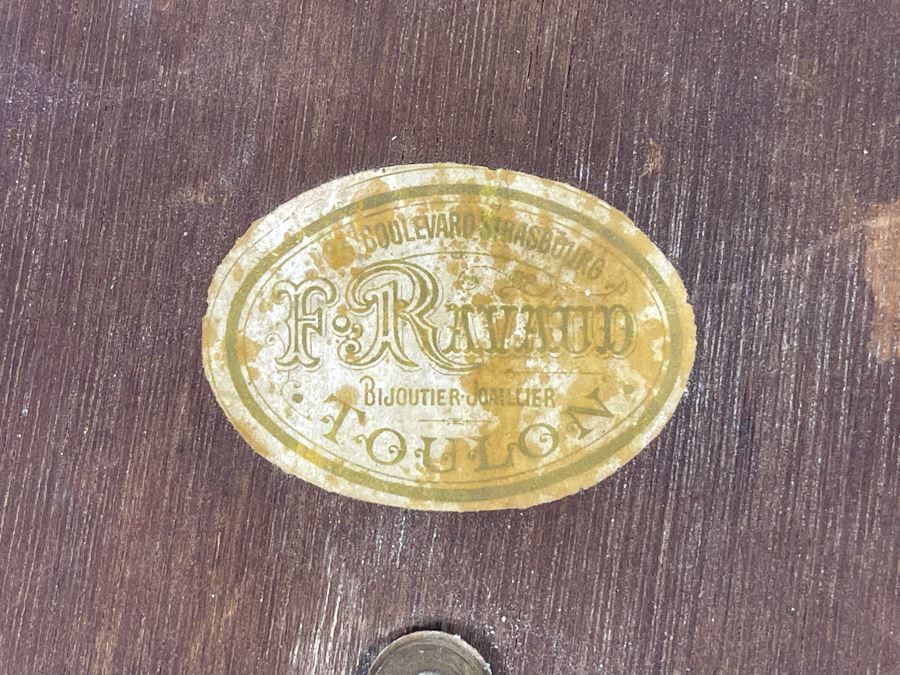 BOULEVARD STRASBOURG
F. RAVAUD
BIJOUTIER-JOAILLIER
TOULON